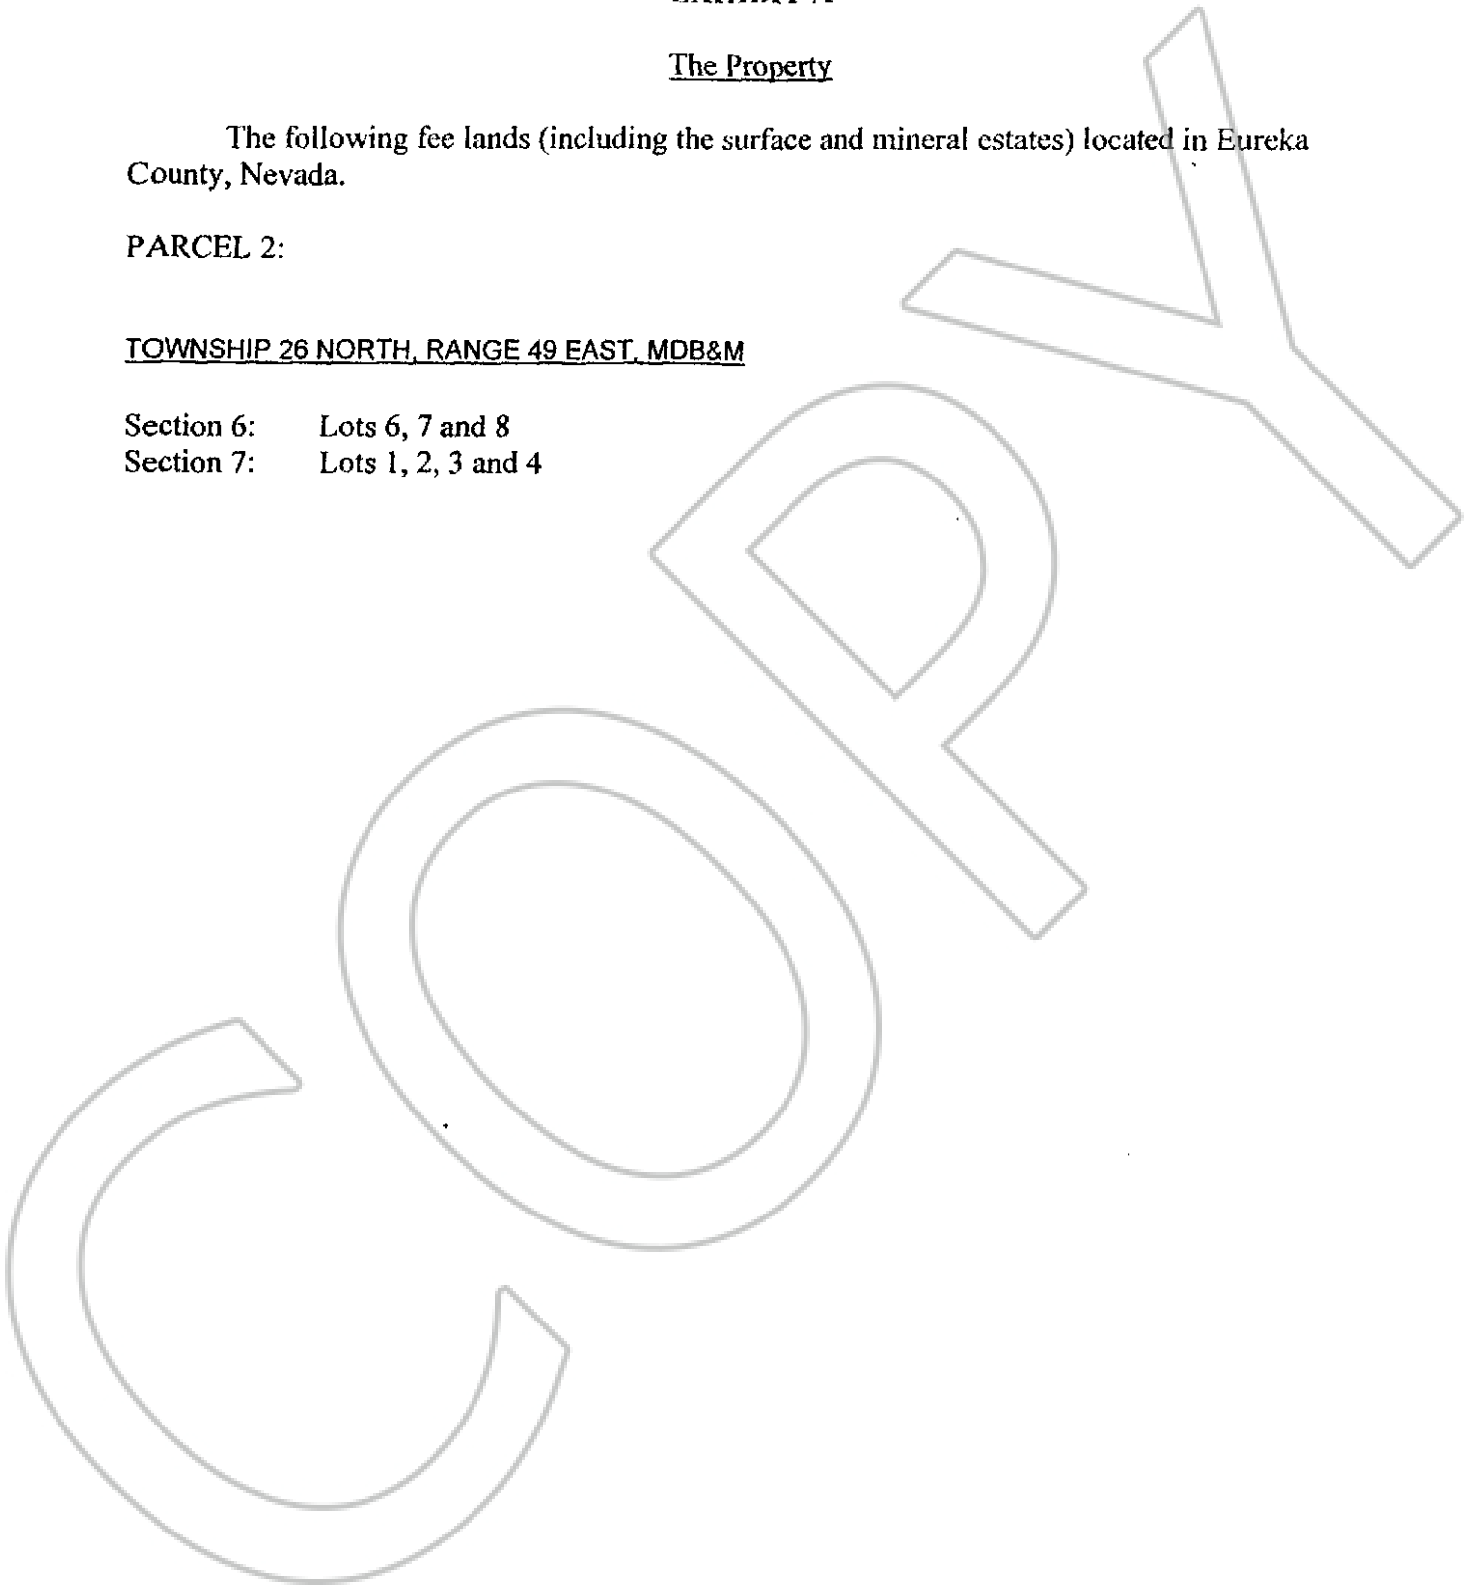 The Property
The following fee lands (including the surface and mineral estates) located in Eureka
County, Nevada.
PARCEL 2:
TOWNSHIP 26 NORTH, RANGE 49 EAST, MDB&M
Section 6: Lots 6, 7 and 8
Section 7: Lots 1, 2, 3 and 4
COPY